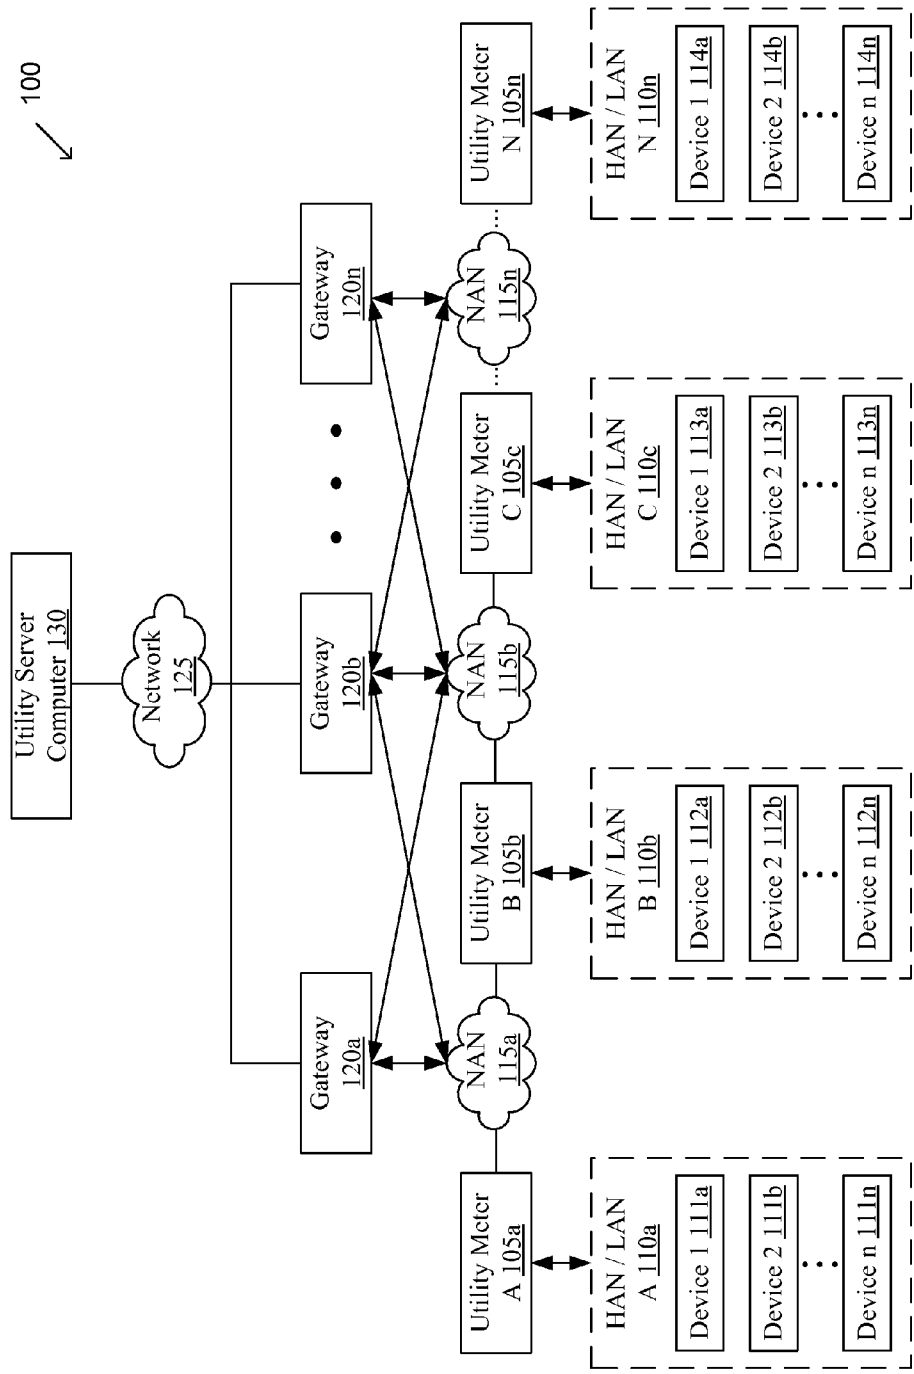 100
Utility Server
Computer 130
Network
125
Gateway
120a
Gateway
120b
Gateway
120n
Utility Meter
A 105a
NAN
115a
Utility Meter
B 105b
NAN
115b
Utility Meter
C 105c
NAN
115n
Utility Meter
N 105n
HAN / LAN
A 110a
Device 1 111a
Device 2 111b
Device n 111n
HAN / LAN
B 110b
Device 1 112a
Device 2 112b
Device n 112n
HAN / LAN
C 110c
Device 1 113a
Device 2 113b
Device n 113n
HAN / LAN
N 110n
Device 1 114a
Device 2 114b
Device n 114n